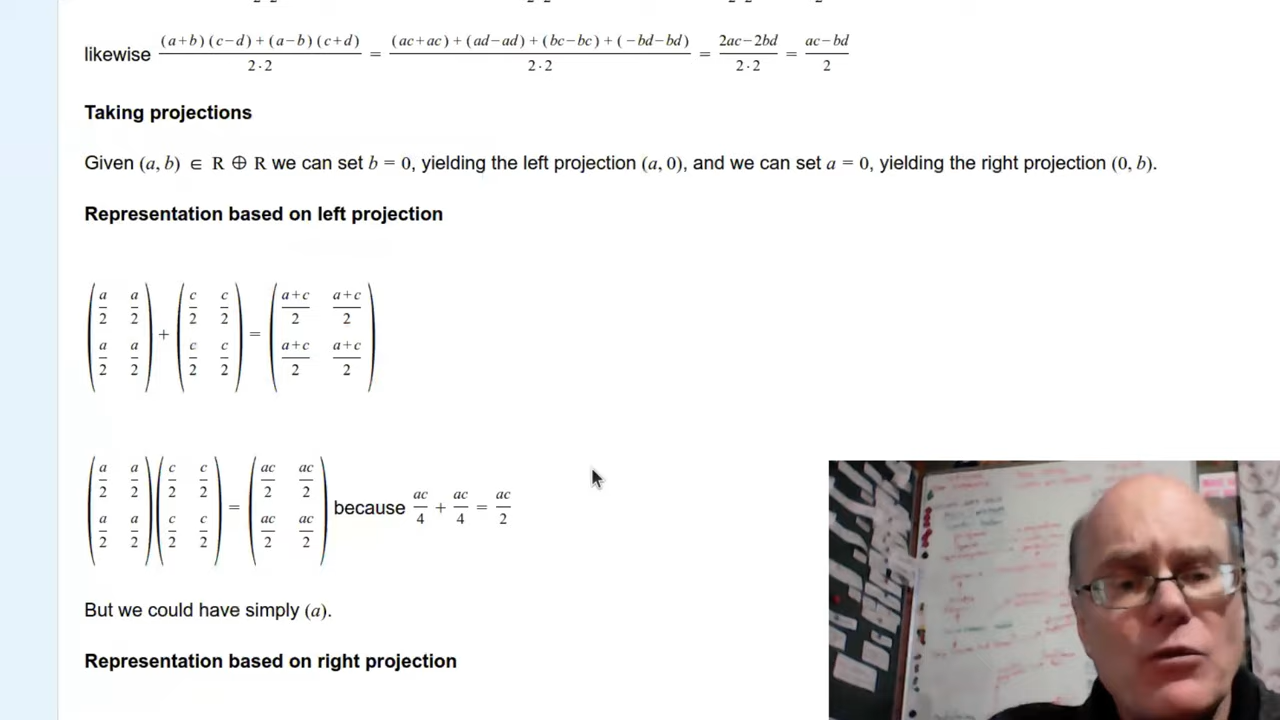 likewise ((a+b)(c−d)+(a−b)(c+d))/(2·2) = ((ac+ac)+(ad−ad)+(bc−bc)+(−bd−bd))/(2·2) = (2ac−2bd)/(2·2) = (ac−bd)/2
Taking projections
Given (a, b) ∈ R ⊕ R we can set b = 0, yielding the left projection (a, 0), and we can set a = 0, yielding the right projection (0, b).
Representation based on left projection
(a/2 a/2; a/2 a/2) + (c/2 c/2; c/2 c/2) = ((a+c)/2 (a+c)/2; (a+c)/2 (a+c)/2)
(a/2 a/2; a/2 a/2)(c/2 c/2; c/2 c/2) = (ac/2 ac/2; ac/2 ac/2) because ac/4 + ac/4 = ac/2
But we could have simply (a).
Representation based on right projection